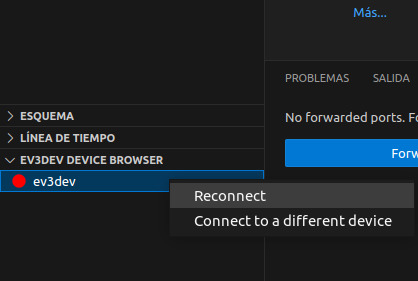 Más...
PROBLEMAS SALIDA
ESQUEMA
No forwarded ports. Fo
LÍNEA DE TIEMPO
Forw
EV3DEV DEVICE BROWSER
ev3dev
Reconnect
Connect to a different device